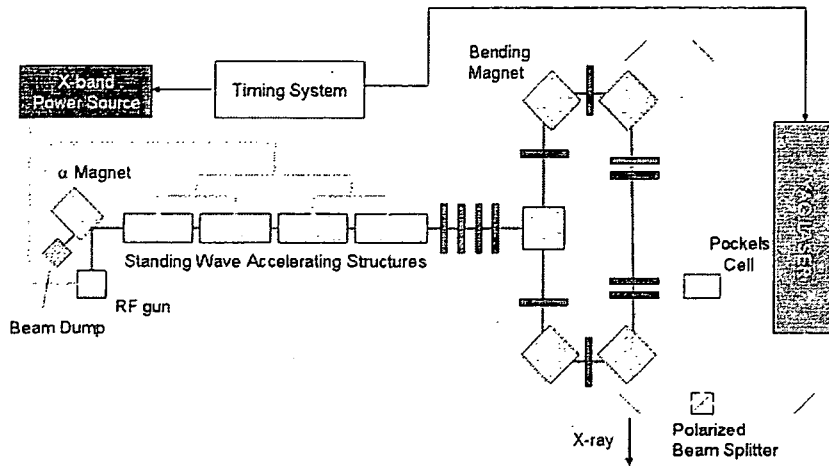 Bending
Magnet
X-band
Power Source
Timing System
α Magnet
Standing Wave Accelerating Structures
RF gun
Beam Dump
Pockels
Cell
X-ray
Polarized
Beam Splitter